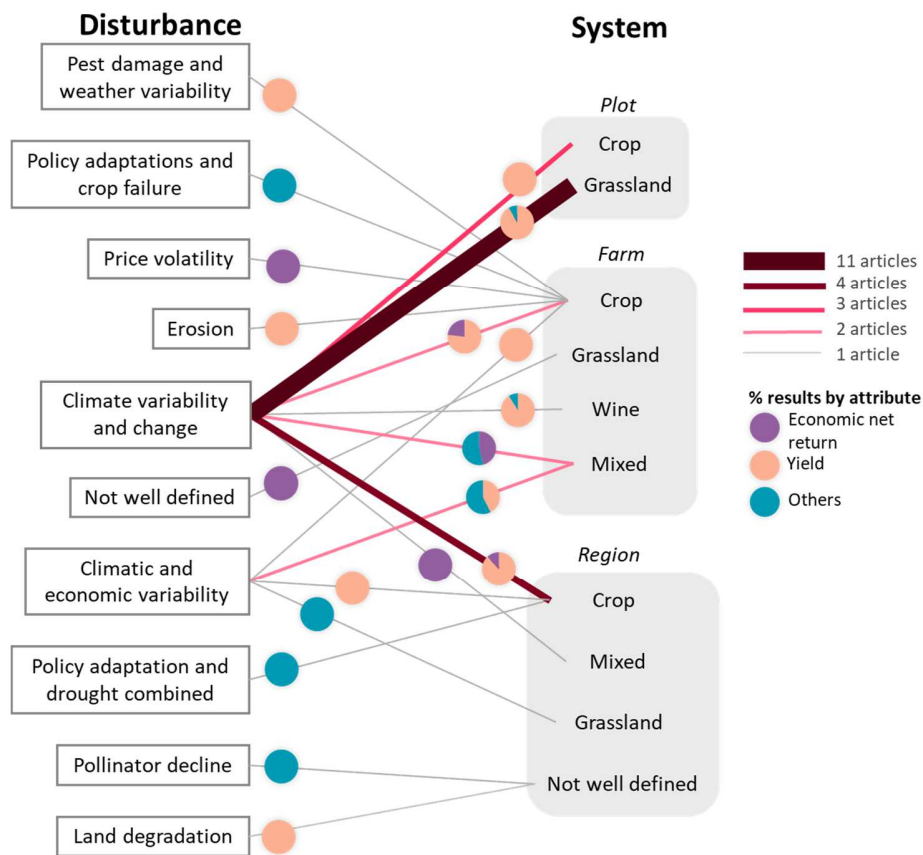 Disturbance
Pest damage and
weather variability
Policy adaptations and
crop failure
Price volatility
Erosion
Climate variability
and change
Not well defined
Climatic and
economic variability
Policy adaptation and
drought combined
Pollinator decline
Land degradation
System
Plot
Crop
Grassland
Farm
Crop
Grassland
Wine
Mixed
Region
Crop
Mixed
Grassland
Not well defined
11 articles
4 articles
3 articles
2 articles
1 article
% results by attribute
Economic net
return
Yield
Others